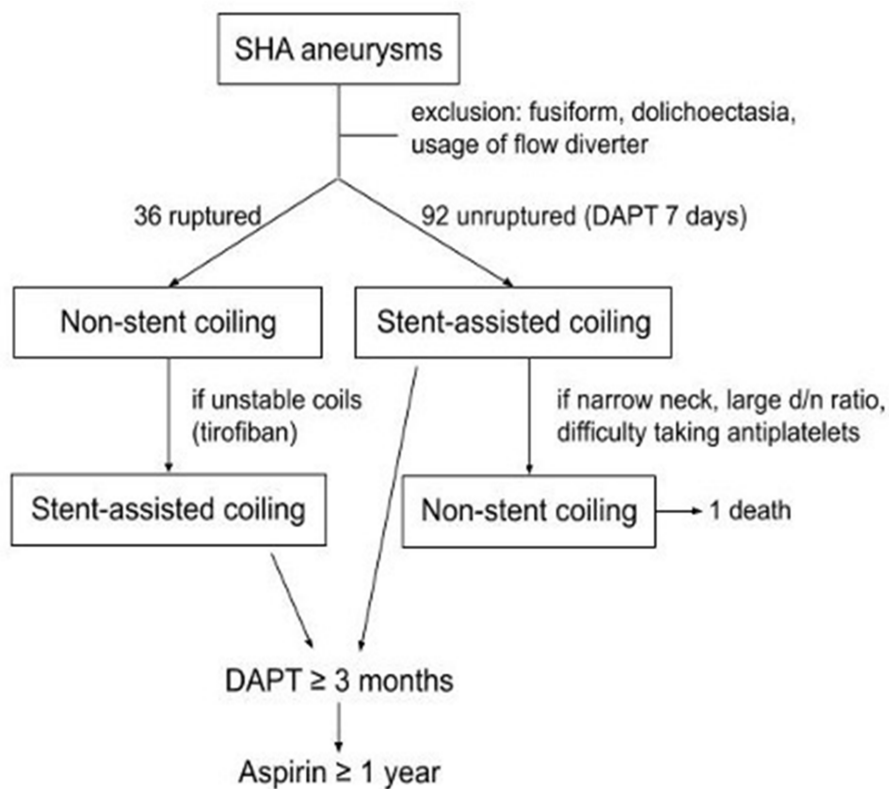 SHA aneurysms
exclusion: fusiform, dolichoectasia,
usage of flow diverter
36 ruptured
92 unruptured (DAPT 7 days)
Non-stent coiling
Stent-assisted coiling
if unstable coils
(tirofiban)
if narrow neck, large d/n ratio,
difficulty taking antiplatelets
Stent-assisted coiling
Non-stent coiling
1 death
DAPT ≥ 3 months
Aspirin ≥ 1 year